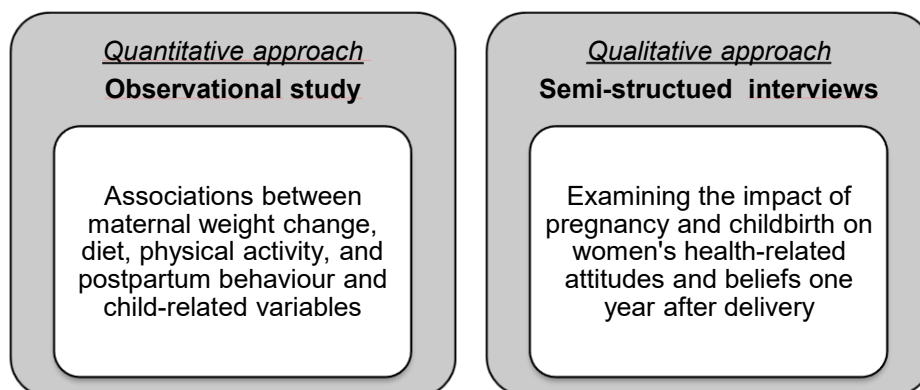 Quantitative approach
Observational study
Associations between
maternal weight change,
diet, physical activity, and
postpartum behaviour and
child-related variables
Qualitative approach
Semi-structued interviews
Examining the impact of
pregnancy and childbirth on
women's health-related
attitudes and beliefs one
year after delivery